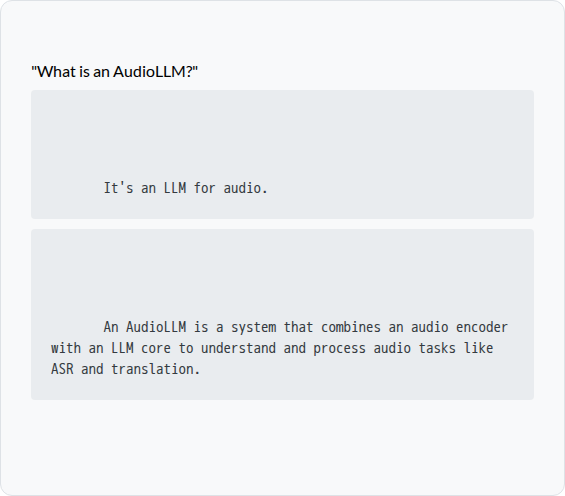 "What is an AudioLLM?"
It's an LLM for audio.
An AudioLLM is a system that combines an audio encoder
with an LLM core to understand and process audio tasks like
ASR and translation.